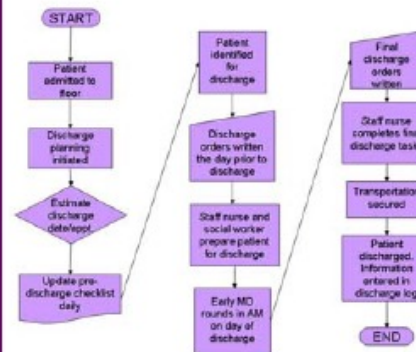 START
Patient
admitted to
floor
Discharge
planning
initiated
Estimate
discharge
date/appt.
Update pre-
discharge checklist
daily
Patient
identified
for
discharge
Discharge
orders written
the day prior to
discharge
Staff nurse and
social worker
prepare patient
for discharge
Early MD
rounds in AM
on day of
discharge
Final
discharge
orders
written
Staff nurse
completes
discharge
Transportation
secured
Patient
discharged.
Information
entered in
discharge log
END